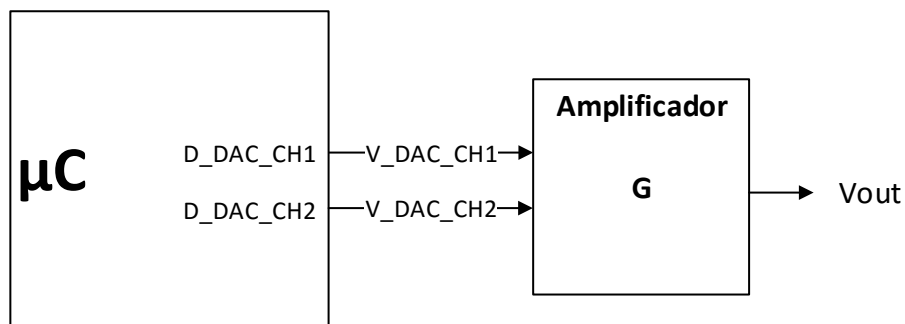 Amplificador
µC
D_DAC_CH1
V_DAC_CH1
G
Vout
D_DAC_CH2
V_DAC_CH2